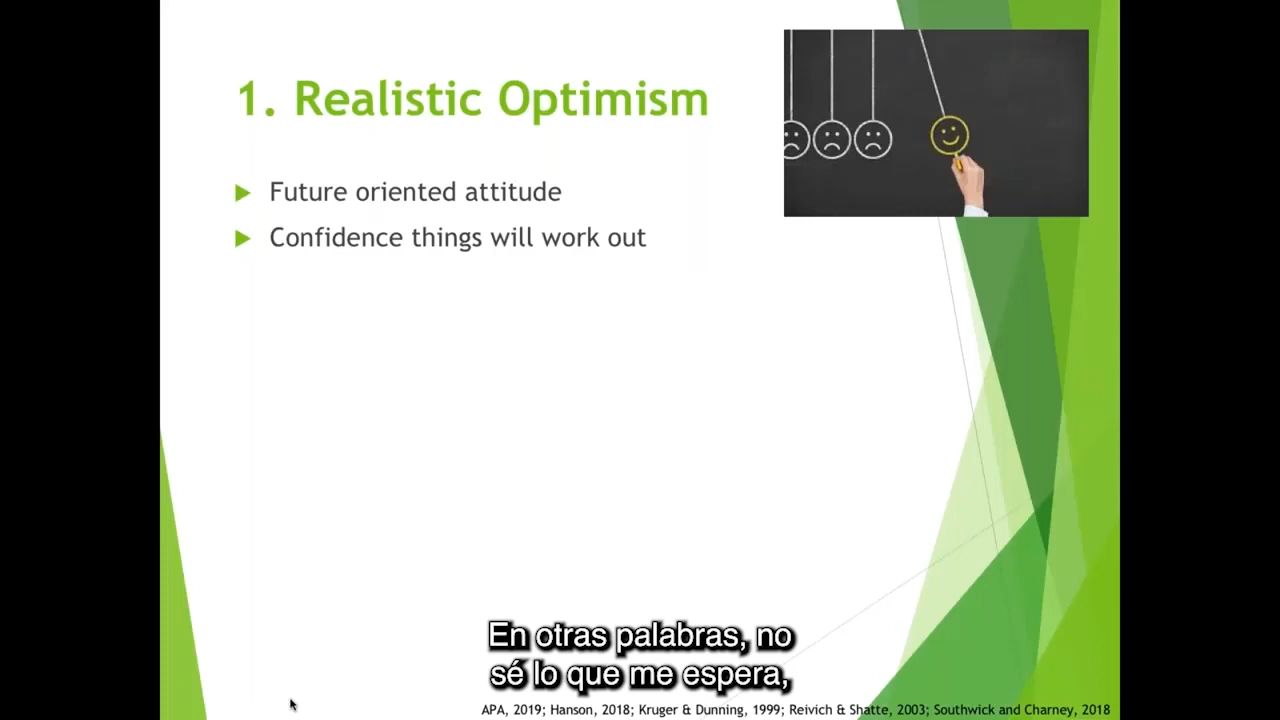 1. Realistic Optimism
Future oriented attitude
Confidence things will work out
En otras palabras, no
sé lo que me espera,
APA, 2019; Hanson, 2018; Kruger & Dunning, 1999; Reivich & Shatte, 2003; Southwick and Charney, 2018